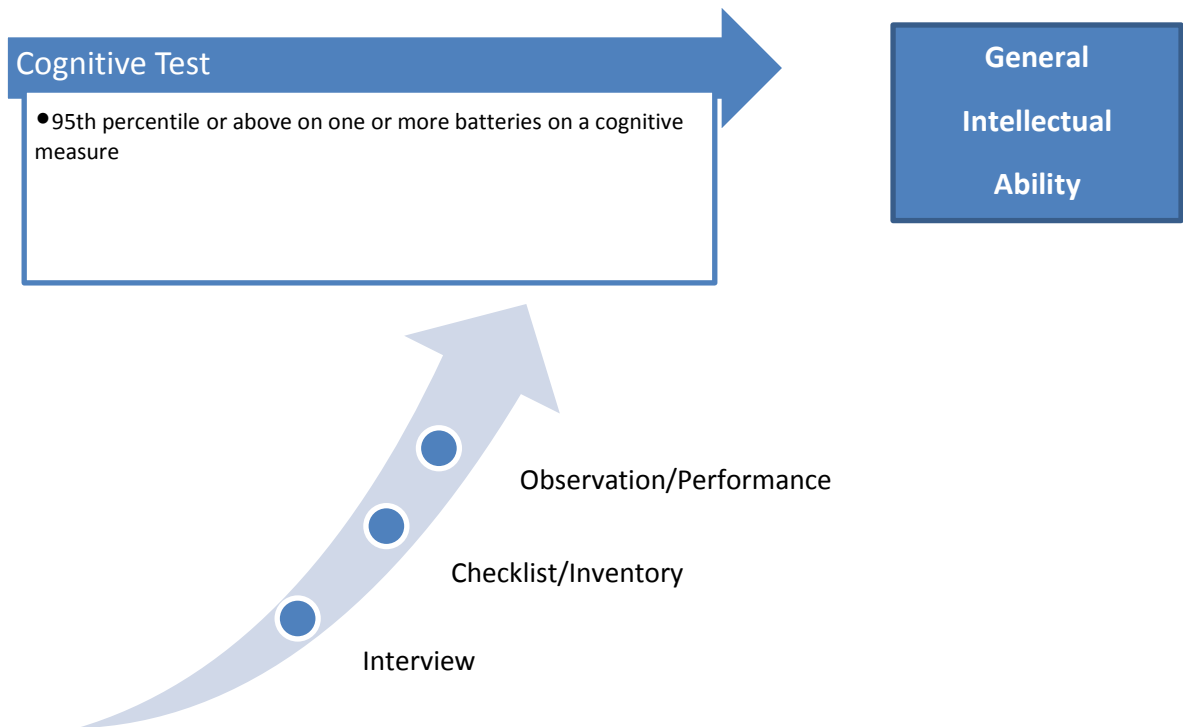 Cognitive Test
•95th percentile or above on one or more batteries on a cognitive
measure
General
Intellectual
Ability
Observation/Performance
Checklist/Inventory
Interview